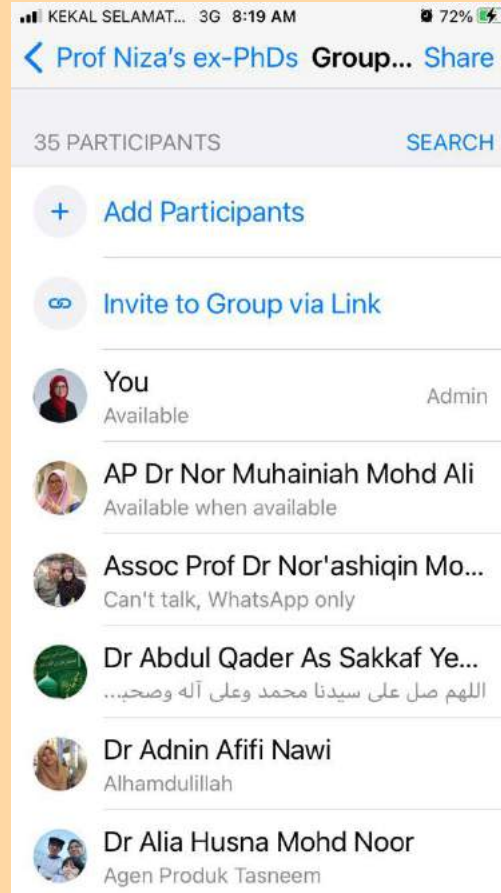 KEKAL SELAMAT... 3G 8:19 AM 72%
Prof Niza's ex-PhDs Group... Share
35 PARTICIPANTS SEARCH
+ Add Participants
Invite to Group via Link
You
Admin
Available
AP Dr Nor Muhainiah Mohd Ali
Available when available
Assoc Prof Dr Nor'ashiqin Mo...
Can't talk, WhatsApp only
Dr Abdul Qader As Sakkaf Ye...
اللهم صل على سيدنا محمد وعلى آله وصحبـ...
Dr Adnin Afifi Nawi
Alhamdulillah
Dr Alia Husna Mohd Noor
Agen Produk Tasneem